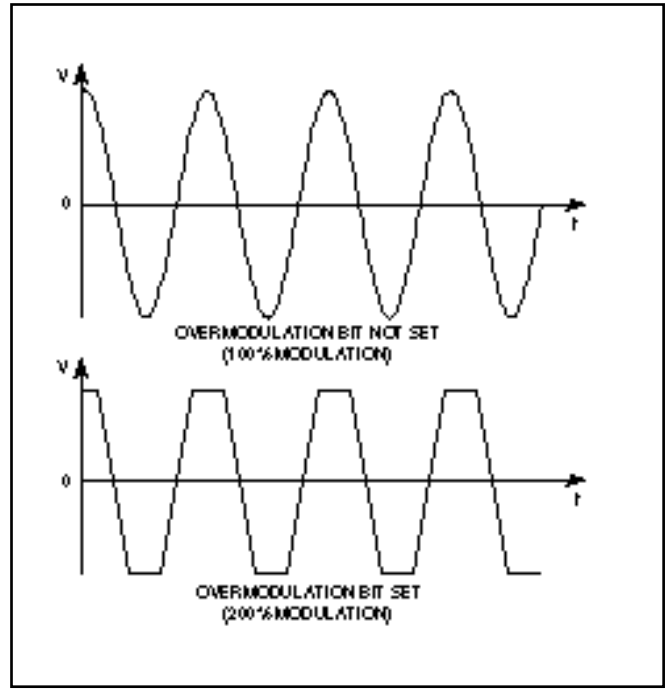 V
0
t
OVERMODULATION BIT NOT SET
(100% MODULATION)
V
0
t
OVERMODULATION BIT SET
(200% MODULATION)